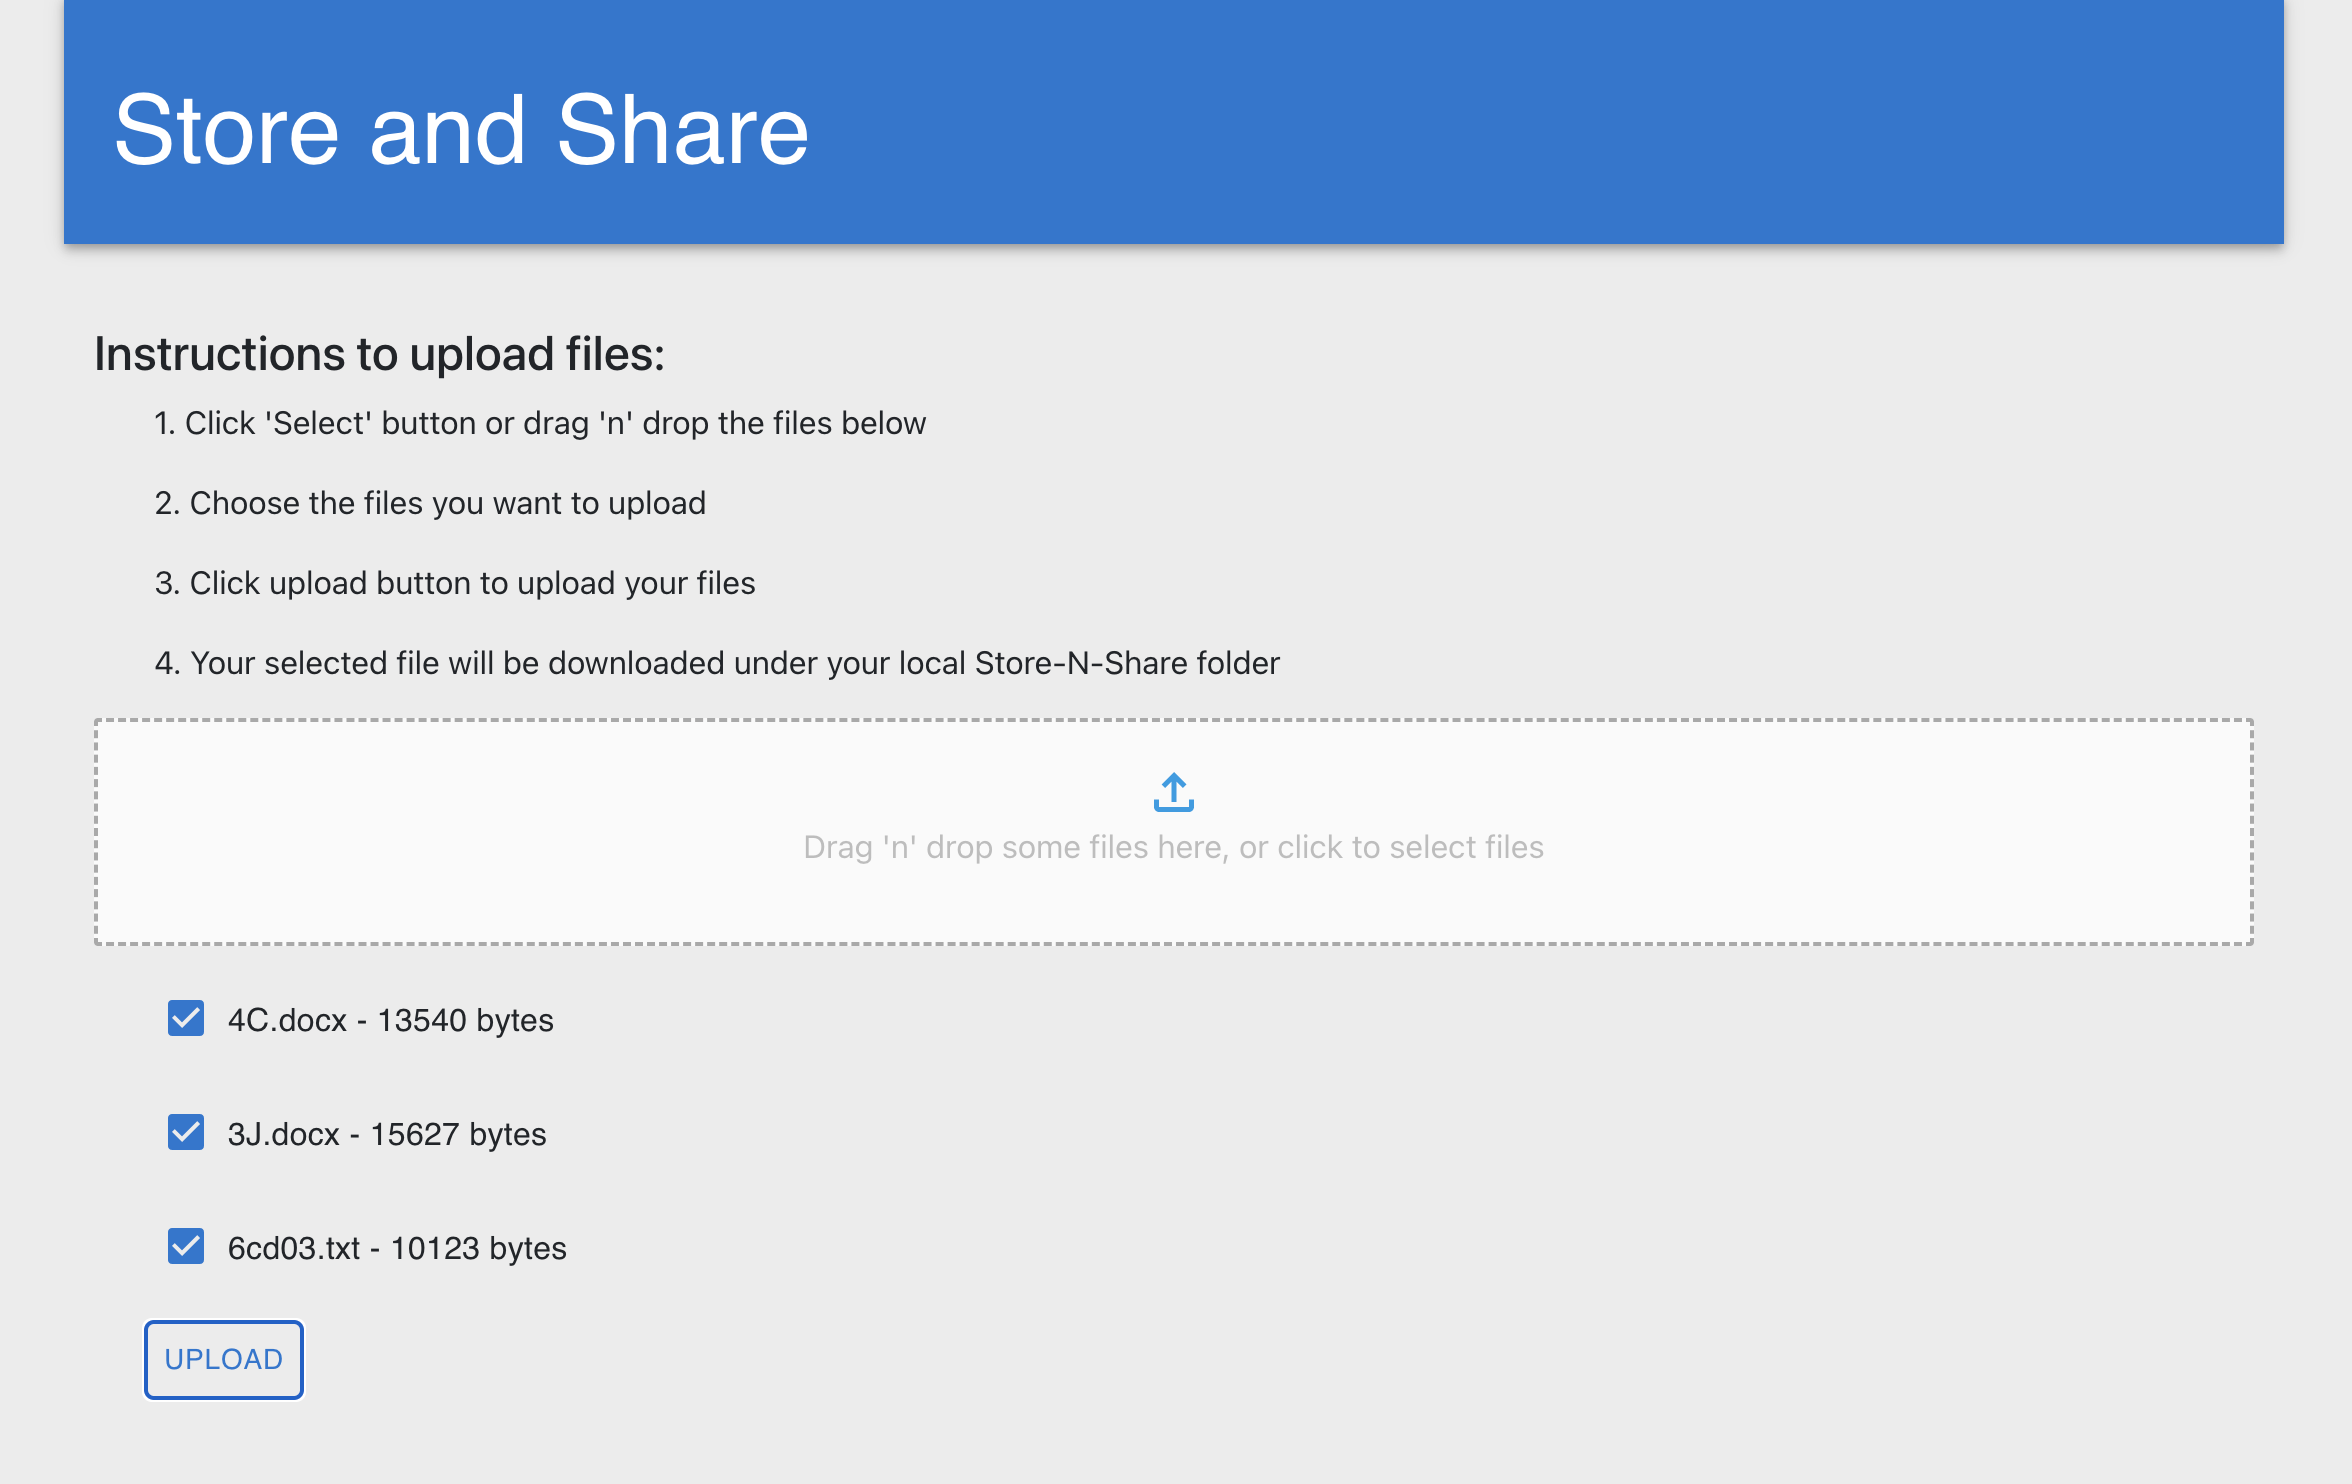 Store and Share
Instructions to upload files:
1. Click 'Select' button or drag 'n' drop the files below
2. Choose the files you want to upload
3. Click upload button to upload your files
4. Your selected file will be downloaded under your local Store-N-Share folder
Drag 'n' drop some files here, or click to select files
4C.docx - 13540 bytes
3J.docx - 15627 bytes
6cd03.txt - 10123 bytes
UPLOAD